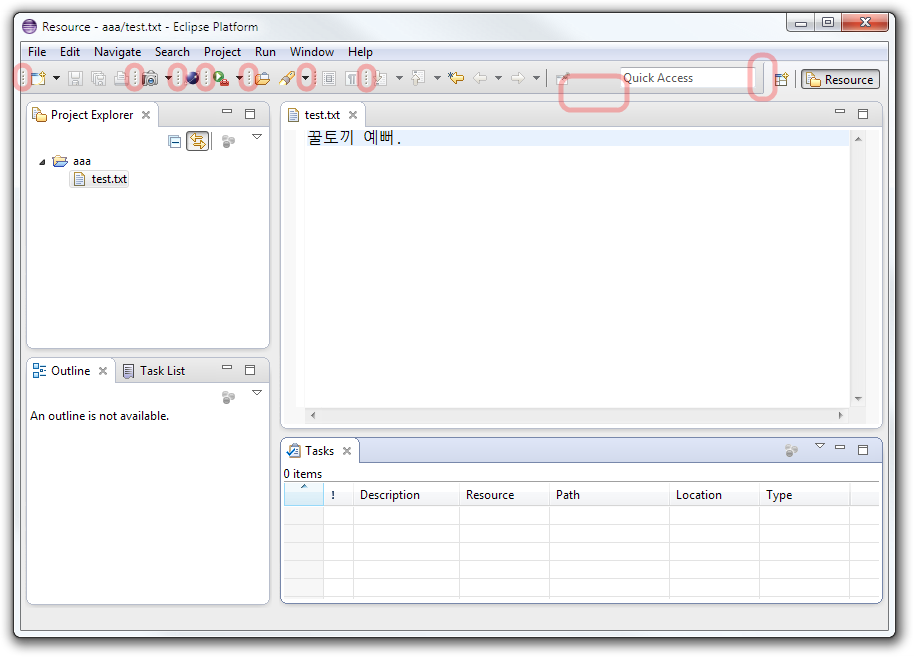 Resource - aaa/test.txt - Eclipse Platform
File Edit Navigate Search Project Run Window Help
Quick Access
Resource
Project Explorer
aaa
test.txt
test.txt
꿀토끼 예뻐.
Outline
Task List
An outline is not available.
Tasks
0 items
! Description Resource Path Location Type